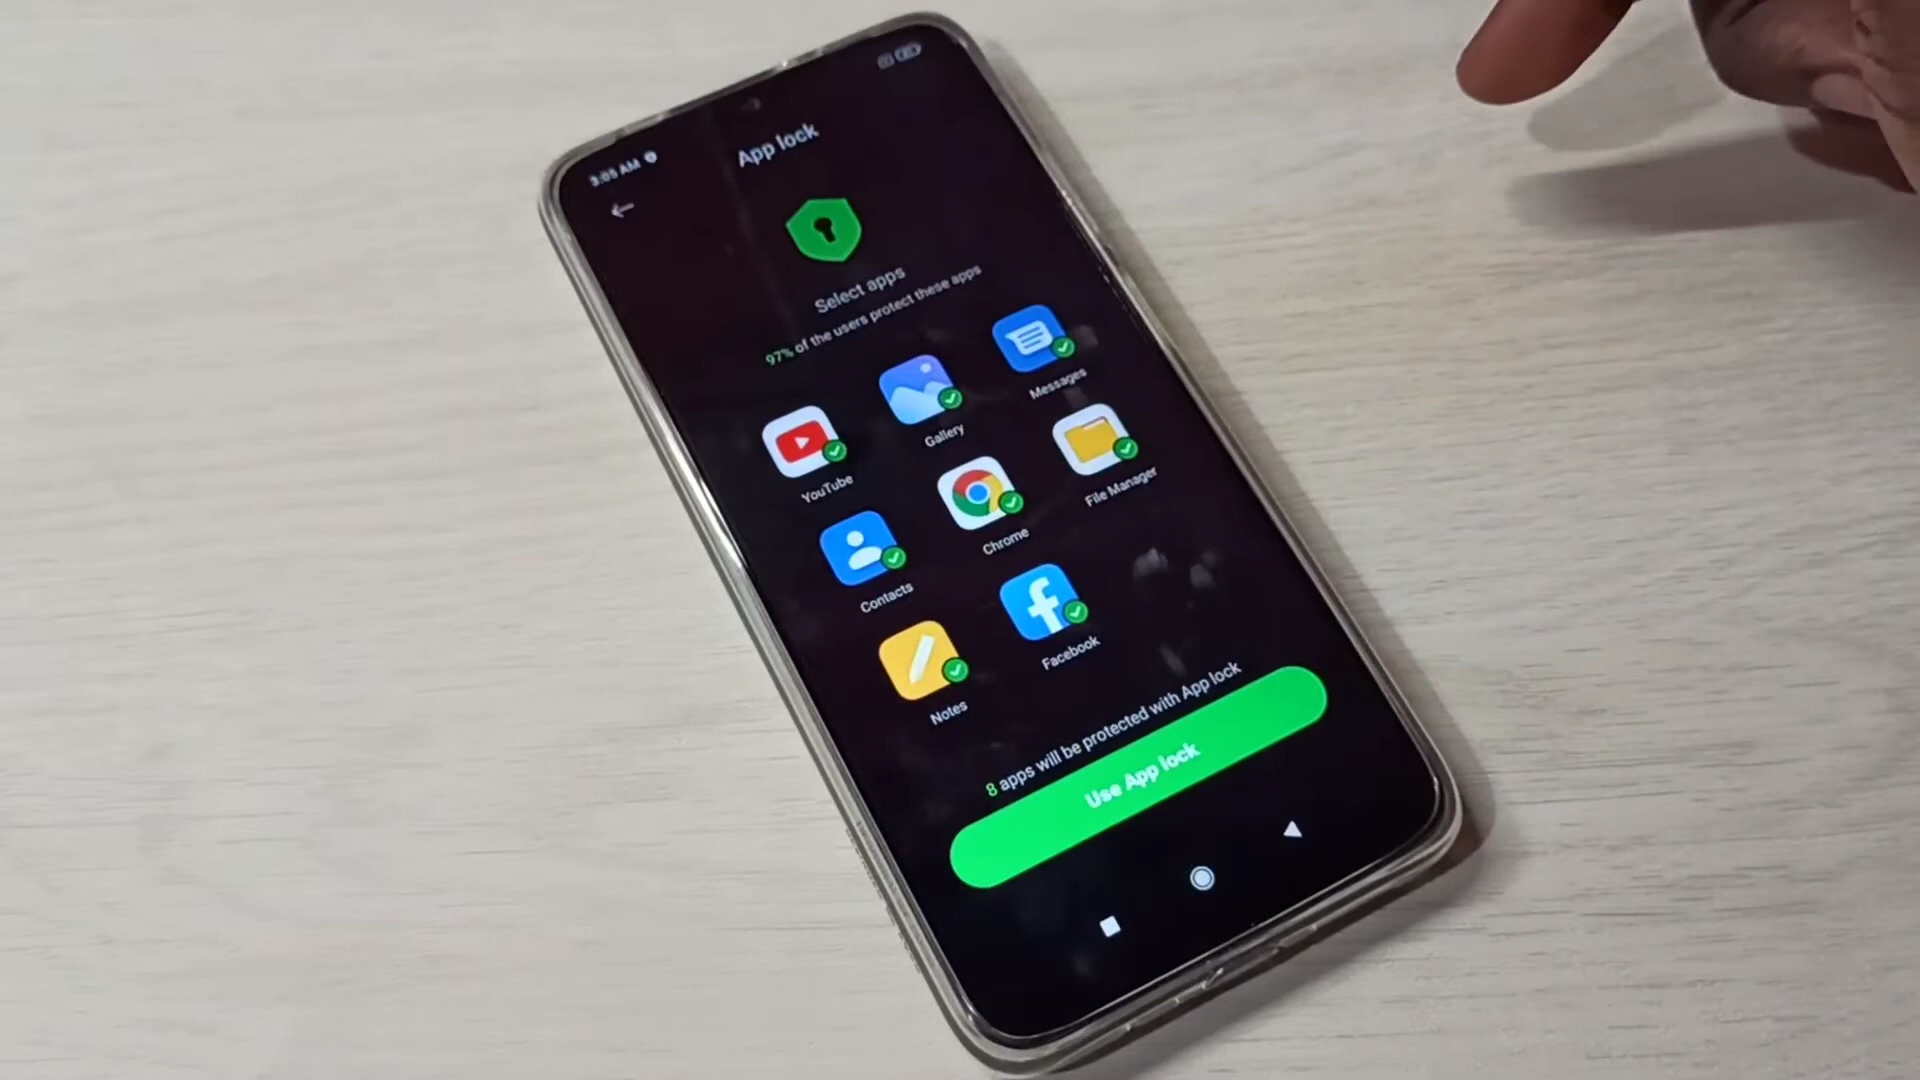 3:05 AM
App lock
Select apps
97% of the users protect these apps
YouTube
Gallery
Messages
Contacts
Chrome
File Manager
Notes
Facebook
8 apps will be protected with App lock
Use App lock